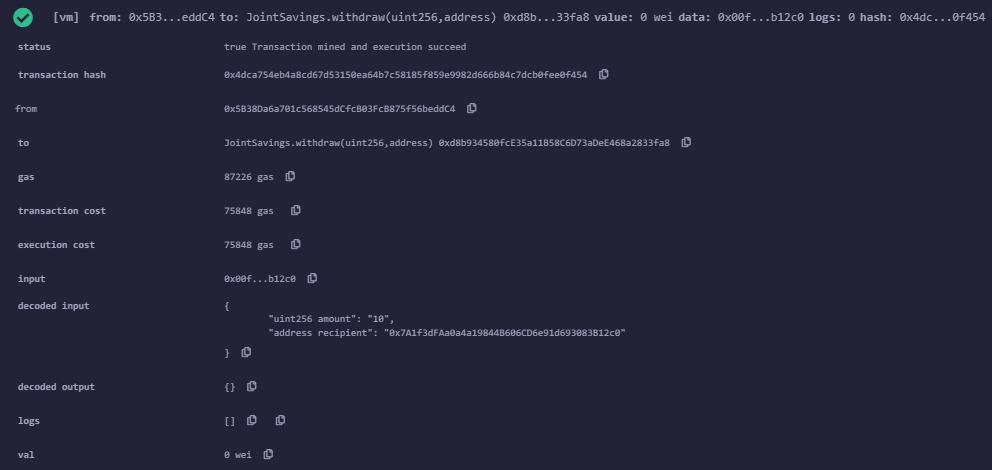 [vm] from: 0x5B3...eddC4 to: JointSavings.withdraw(uint256,address) 0xd8b...33fa8 value: 0 wei data: 0x00f...b12c0 logs: 0 hash: 0x4dc...0f454
status true Transaction mined and execution succeed
transaction hash 0x4dca754eb4a8cd67d53150ea64b7c58185f859e9982d666b84c7dcb0fee0f454
from 0x5B38Da6a701c568545dCfcB03FcB875f56beddC4
to JointSavings.withdraw(uint256,address) 0xd8b934580fcE35a11B58C6D73aDeE468a2833fa8
gas 87226 gas
transaction cost 75848 gas
execution cost 75848 gas
input 0x00f...b12c0
decoded input {
"uint256 amount": "10",
"address recipient": "0x7A1f3dFAa0a4a19844B606CD6e91d693083B12c0"
}
decoded output {}
logs []
val 0 wei